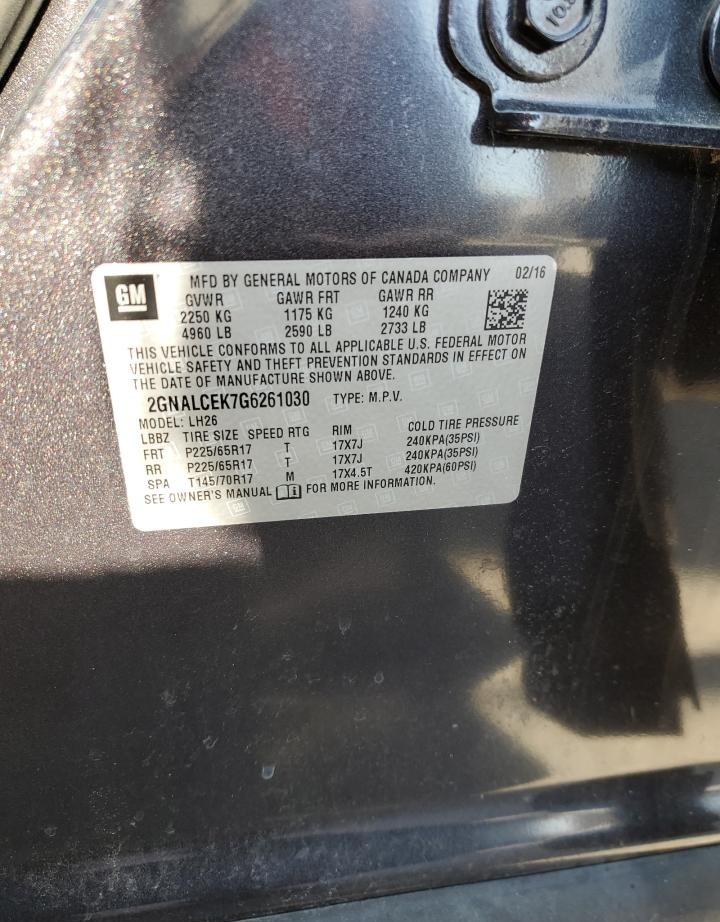 10.9
GM
MFD BY GENERAL MOTORS OF CANADA COMPANY 02/16
GVWR GAWR FRT GAWR RR
2250 KG 1175 KG 1240 KG
4960 LB 2590 LB 2733 LB
THIS VEHICLE CONFORMS TO ALL APPLICABLE U.S. FEDERAL MOTOR
VEHICLE SAFETY AND THEFT PREVENTION STANDARDS IN EFFECT ON
THE DATE OF MANUFACTURE SHOWN ABOVE.
2GNALCEK7G6261030 TYPE: M.P.V.
MODEL: LH26
LBBZ TIRE SIZE SPEED RTG RIM COLD TIRE PRESSURE
FRT P225/65R17 T 17X7J 240KPA(35PSI)
RR P225/65R17 T 17X7J 240KPA(35PSI)
SPA T145/70R17 M 17X4.5T 420KPA(60PSI)
SEE OWNER'S MANUAL FOR MORE INFORMATION.